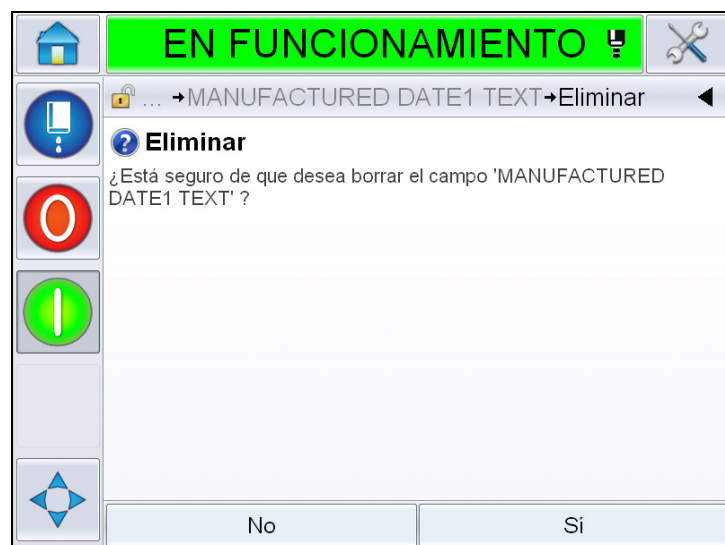 EN FUNCIONAMIENTO
... →MANUFACTURED DATE1 TEXT→Eliminar
Eliminar
¿Está seguro de que desea borrar el campo 'MANUFACTURED
DATE1 TEXT' ?
No
Sí